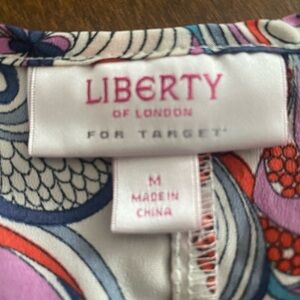 LIBERTY
OF LONDON
FOR TARGET
M
MADE IN
CHINA